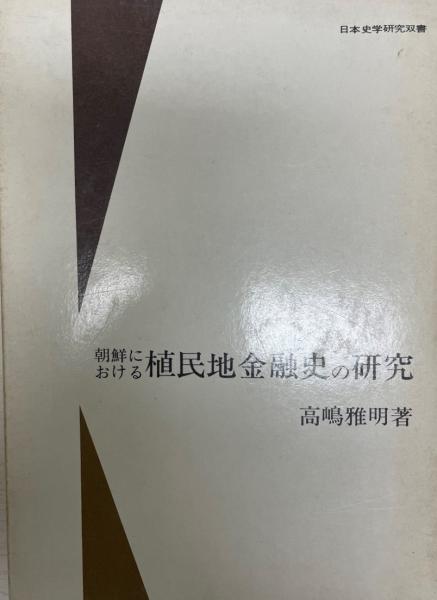 日本史学研究双書
朝鮮に
おける
植民地金融史の研究
高嶋雅明著